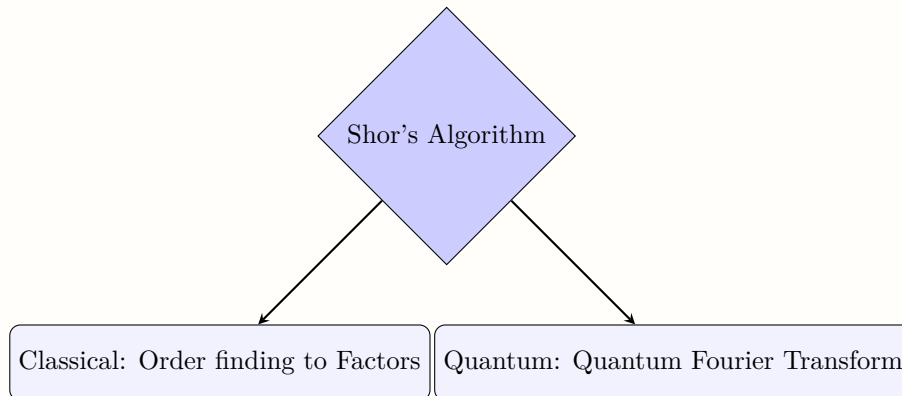 Shor's Algorithm
Classical: Order finding to Factors
Quantum: Quantum Fourier Transform